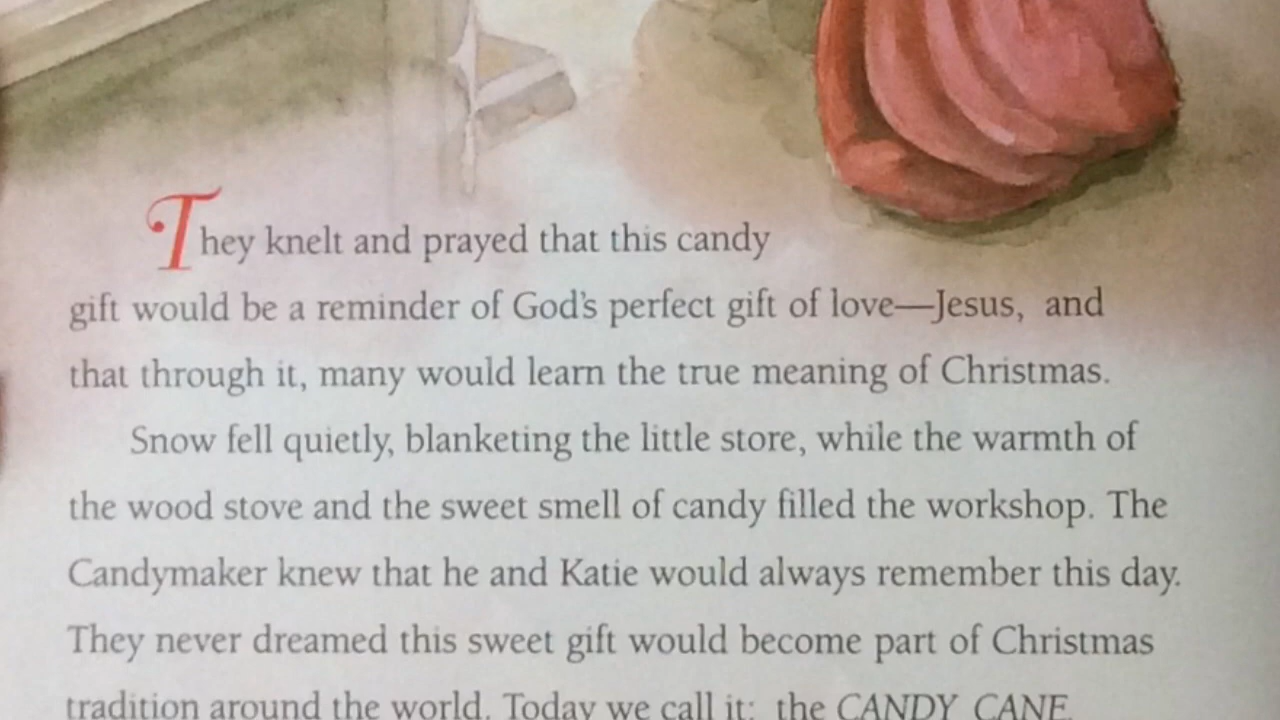 They knelt and prayed that this candy
gift would be a reminder of God's perfect gift of love—Jesus, and
that through it, many would learn the true meaning of Christmas.
Snow fell quietly, blanketing the little store, while the warmth of
the wood stove and the sweet smell of candy filled the workshop. The
Candymaker knew that he and Katie would always remember this day.
They never dreamed this sweet gift would become part of Christmas
tradition around the world. Today we call it: the CANDY CANE.